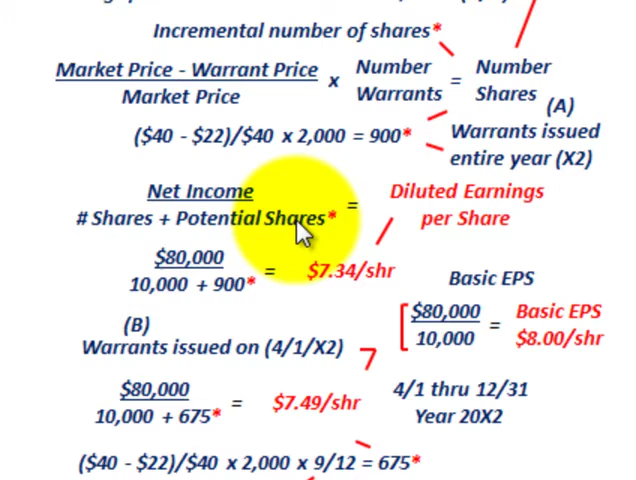 Incremental number of shares*
Market Price - Warrant Price x Number = Number
Market Price Warrants Shares
(A)
($40 - $22)/$40 x 2,000 = 900*
Warrants issued
entire year (X2)
Net Income = Diluted Earnings
# Shares + Potential Shares* per Share
$80,000 = $7.34/shr
10,000 + 900*
Basic EPS
$80,000 = Basic EPS
10,000 $8.00/shr
(B)
Warrants issued on (4/1/X2)
$80,000 = $7.49/shr
10,000 + 675*
4/1 thru 12/31
Year 20X2
($40 - $22)/$40 x 2,000 x 9/12 = 675*